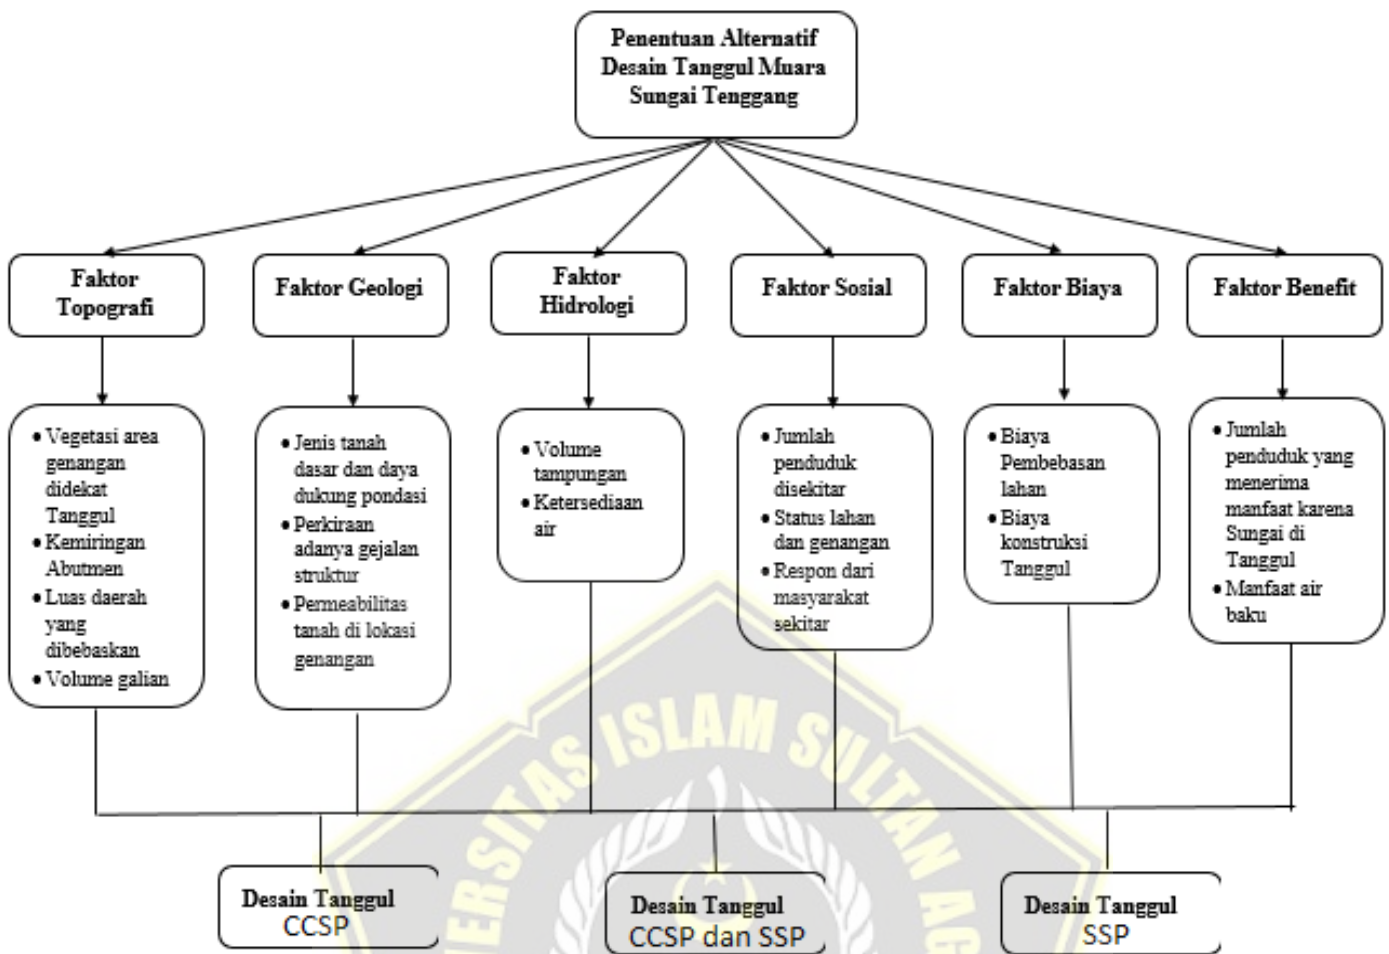 Penentuan Alternatif
Desain Tanggul Muara
Sungai Tenggang
Faktor
Topografi
Faktor Geologi
Faktor
Hidrologi
Faktor Sosial
Faktor Biaya
Faktor Benefit
• Vegetasi area
genangan
didekat
Tanggul
• Kemiringan
Abutmen
• Luas daerah
yang
dibebaskan
• Volume galian
• Jenis tanah
dasar dan daya
dukung pondasi
• Perkiraan
adanya gejalan
struktur
• Permeabilitas
tanah di lokasi
genangan
• Volume
tampungan
• Ketersediaan
air
• Jumlah
penduduk
disekitar
• Status lahan
dan genangan
• Respon dari
masyarakat
sekitar
• Biaya
Pembebasan
lahan
• Biaya
konstruksi
Tanggul
• Jumlah
penduduk yang
menerima
manfaat karena
Sungai di
Tanggul
• Manfaat air
baku
ERSITAS ISLAM SULTAN AG
Desain Tanggul
CCSP
Desain Tanggul
CCSP dan SSP
Desain Tanggul
SSP